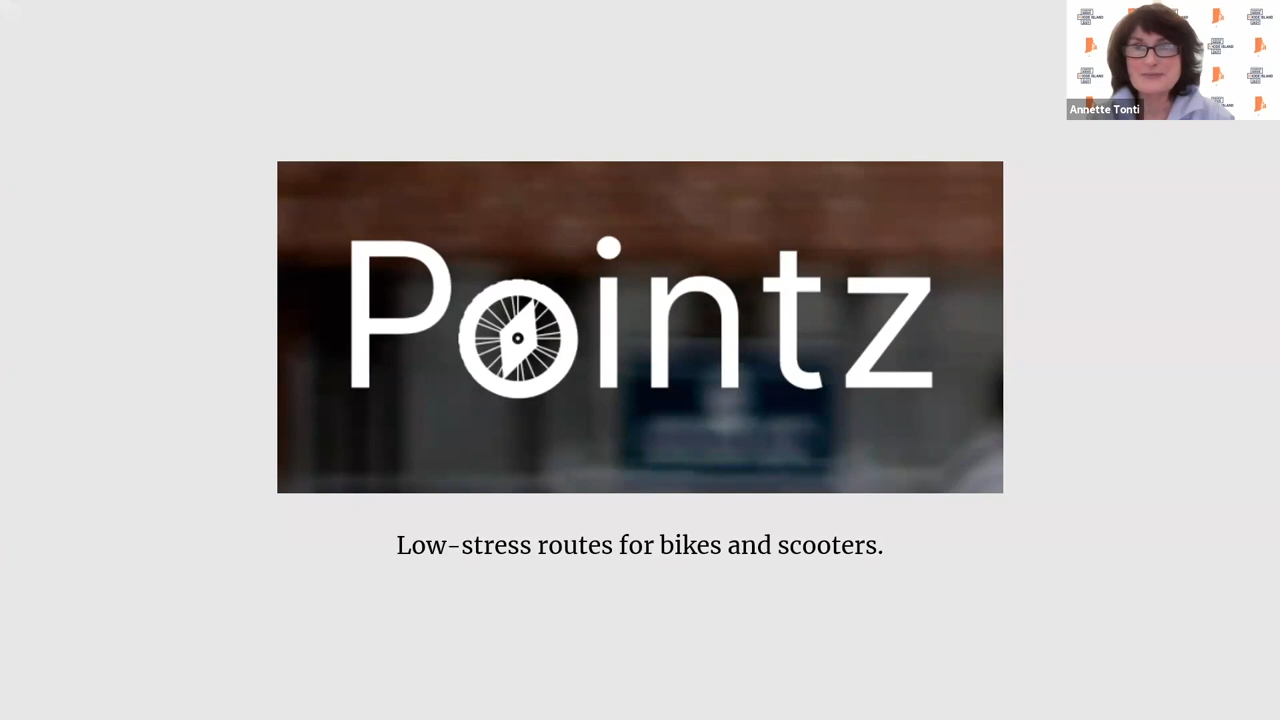 Annette Tonti
Pointz
Low-stress routes for bikes and scooters.